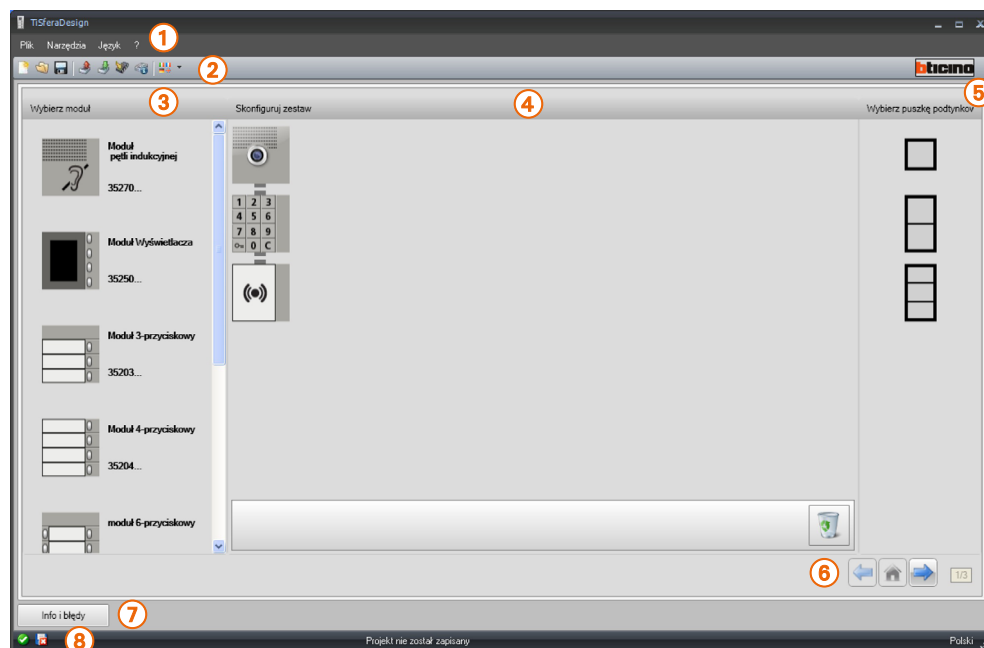 TiSferaDesign
Plik Narzędzia Język ?
1
2
bticino
3
4
5
Wybierz moduł
Skonfiguruj zestaw
Wybierz puszkę podtynkov
Moduł
pętli indukcyjnej
35270...
Moduł Wyświetlacza
35250...
Moduł 3-przyciskowy
35203...
Moduł 4-przyciskowy
35204...
moduł 6-przyciskowy
1 2 3
4 5 6
7 8 9
0 C
6
1/3
Info i błędy
7
8
Projekt nie został zapisany
Polski